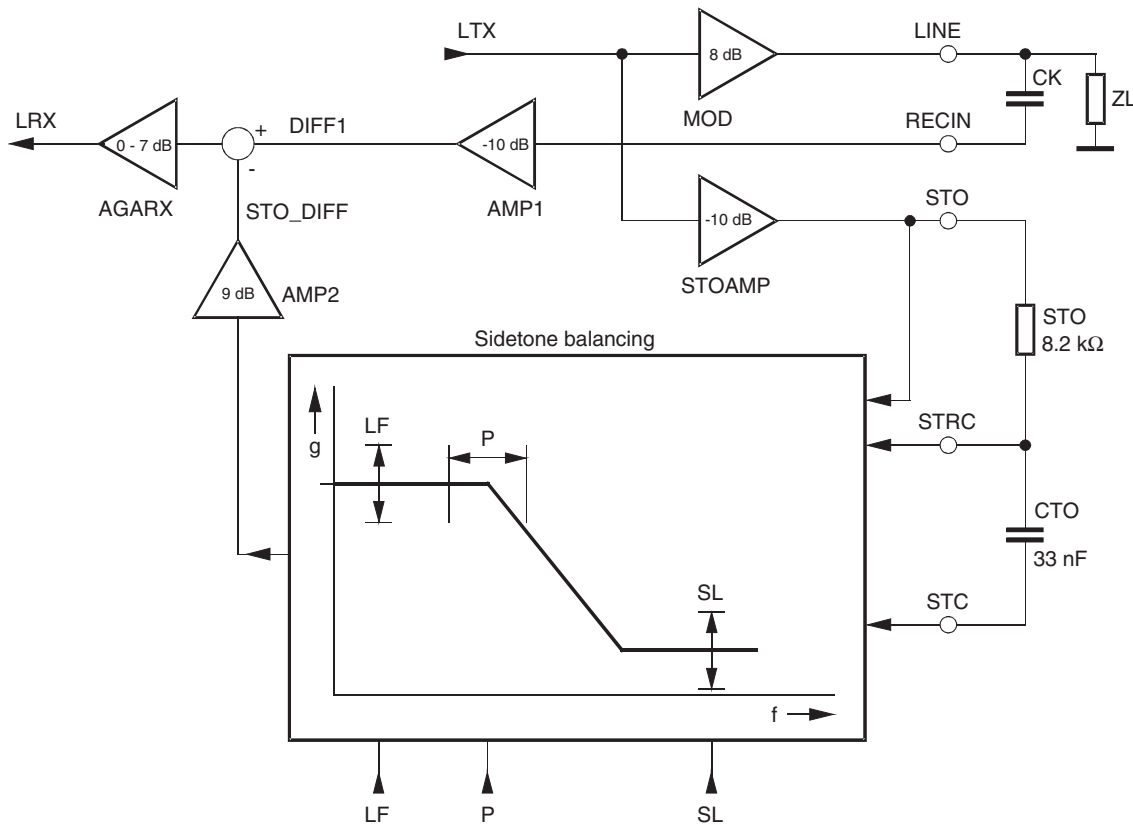 LTX
8 dB
MOD
LINE
CK
ZL
LRX
0 - 7 dB
AGARX
+
-
DIFF1
-10 dB
AMP1
RECIN
STO_DIFF
9 dB
AMP2
-10 dB
STOAMP
STO
STO
8.2 kΩ
Sidetone balancing
g
LF
P
SL
f
STRC
CTO
33 nF
STC
LF
P
SL